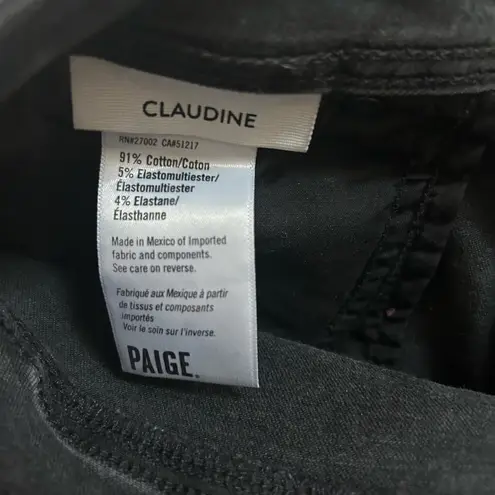 CLAUDINE
RN#27002 CA#51217
91% Cotton/Coton
5% Elastomultiester/
Élastomultiester
4% Elastane/
Élasthanne
Made in Mexico of Imported
fabric and components.
See care on reverse.
Fabriqué aux Mexique à partir
de tissus et composants
importés
Voir le soin sur l'inverse.
PAIGE.